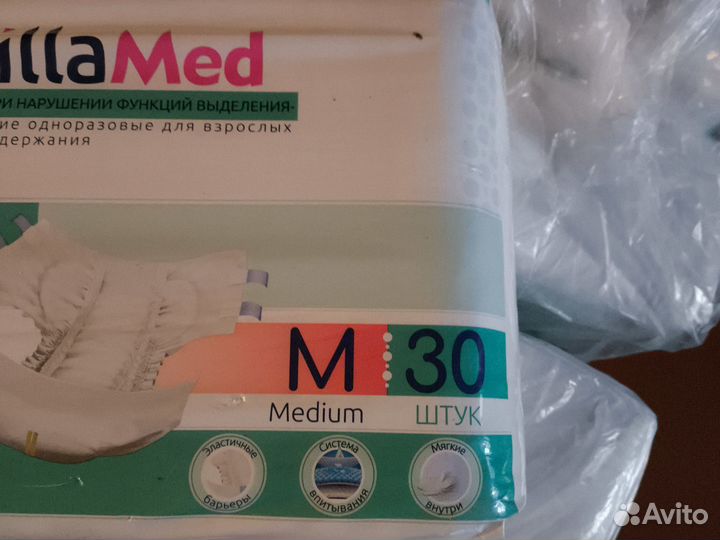 illaMed
РИ НАРУШЕНИИ ФУНКЦИЙ ВЫДЕЛЕНИЯ-
ие одноразовые для взрослых
держания
M
Medium
30
ШТУК
Эластичные барьеры
Система впитывания
Мягкие внутри
Avito